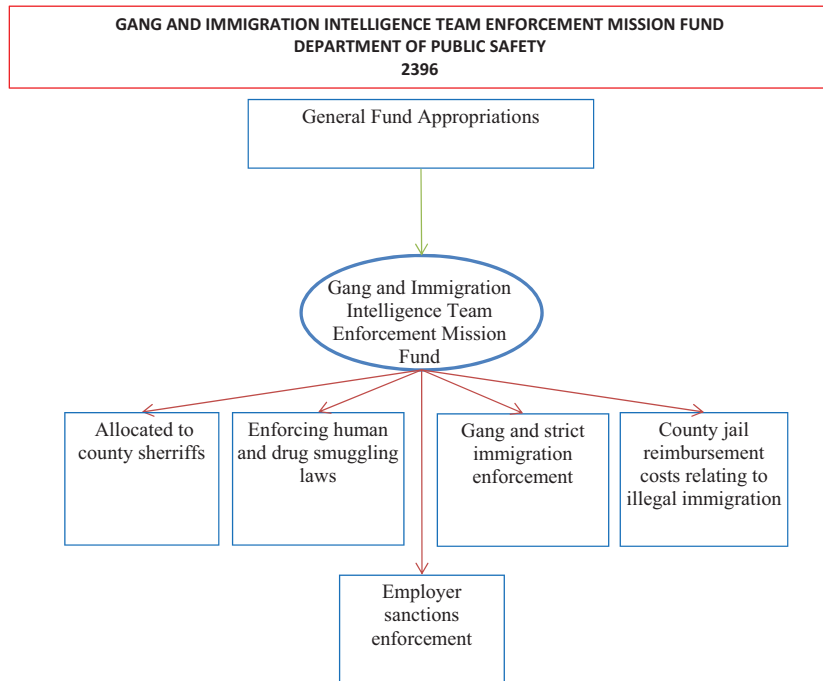 GANG AND IMMIGRATION INTELLIGENCE TEAM ENFORCEMENT MISSION FUND
DEPARTMENT OF PUBLIC SAFETY
2396
General Fund Appropriations
Gang and Immigration
Intelligence Team
Enforcement Mission
Fund
Allocated to
county sherriffs
Enforcing human
and drug smuggling
laws
Gang and strict
immigration
enforcement
County jail
reimbursement
costs relating to
illegal immigration
Employer
sanctions
enforcement